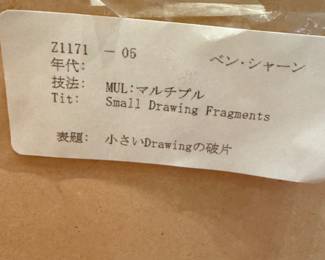 Z1171 -05 ベン・シャーン
年代:
技法: MUL:マルチプル
Tit: Small Drawing Fragments
表題: 小さいDrawingの破片